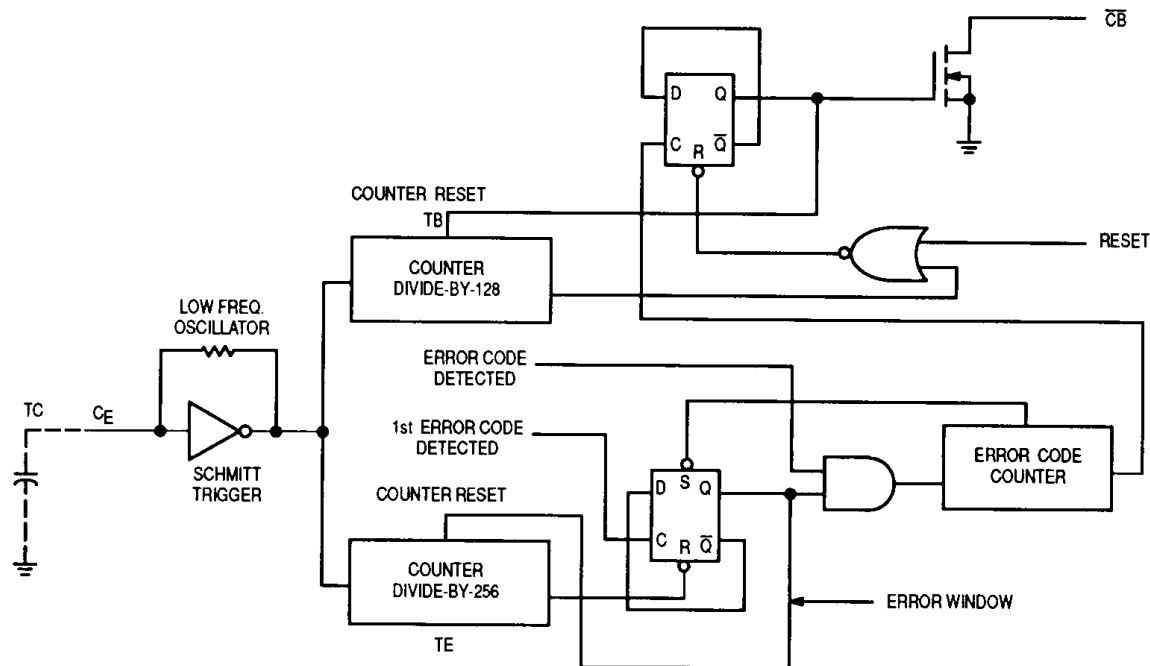 C̅B̅
D Q
C R Q̅
COUNTER RESET
TB
COUNTER
DIVIDE-BY-128
RESET
LOW FREQ.
OSCILLATOR
TC
CE
SCHMITT
TRIGGER
ERROR CODE
DETECTED
1st ERROR CODE
DETECTED
D S Q
C R Q̅
ERROR CODE
COUNTER
COUNTER RESET
COUNTER
DIVIDE-BY-256
TE
ERROR WINDOW